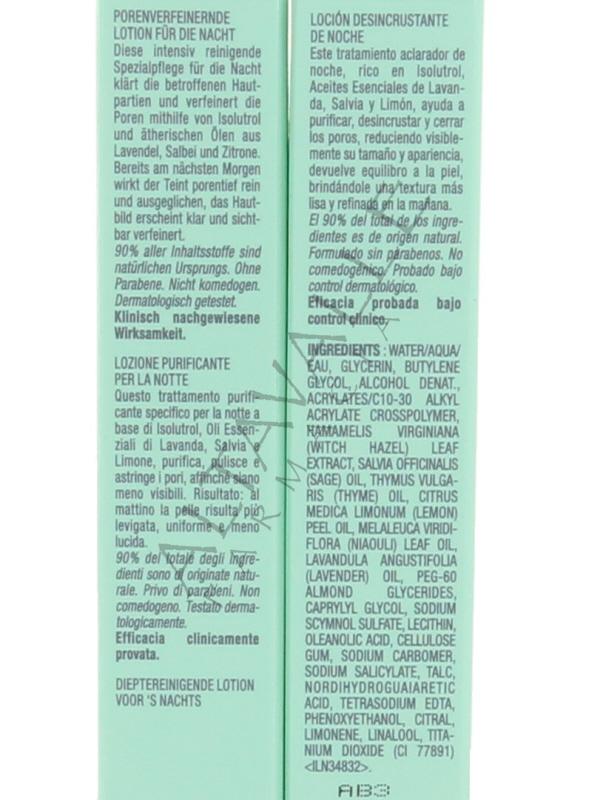 PORENVERFEINERNDE
LOTION FÜR DIE NACHT
Diese intensiv reinigende
Spezialpflege für die Nacht
klärt die betroffenen Haut-
partien und verfeinert die
Poren mithilfe von Isolutrol
und ätherischen Ölen aus
Lavendel, Salbei und Zitrone.
Bereits am nächsten Morgen
wirkt der Teint porentief rein
und ausgeglichen, das Haut-
bild erscheint klar und sicht-
bar verfeinert.
90% aller Inhaltsstoffe sind
natürlichen Ursprungs. Ohne
Parabene. Nicht komedogen.
Dermatologisch getestet.
Klinisch nachgewiesene
Wirksamkeit.
LOZIONE PURIFICANTE
PER LA NOTTE
Questo trattamento purifi-
cante specifico per la notte a
base di Isolutrol, Oli Essen-
ziali di Lavanda, Salvia e
Limone, purifica, pulisce e
astringe i pori, affinché siano
meno visibili. Risultato: al
mattino la pelle risulta più
levigata, uniforme e meno
lucida.
90% del totale degli ingre-
dienti sono di originate natu-
rale. Privo di parabeni. Non
comedogeno. Testato derma-
tologicamente.
Efficacia clinicamente
provata.
DIEPTEREINIGENDE LOTION
VOOR 'S NACHTS
LOCIÓN DESINCRUSTANTE
DE NOCHE
Este tratamiento aclarador de
noche, rico en Isolutrol,
Aceites Esenciales de Lavan-
da, Salvia y Limón, ayuda a
purificar, desincrustar y cerrar
los poros, reduciendo visible-
mente su tamaño y apariencia,
devuelve equilibro a la piel,
brindándole una textura más
lisa y refinada en la mañana.
El 90% del total de los ingre-
dientes es de origen natural.
Formulado sin parabenos. No
comedogénico. Probado bajo
control dermatológico.
Eficacia probada bajo
control clínico.
INGREDIENTS : WATER/AQUA/
EAU, GLYCERIN, BUTYLENE
GLYCOL, ALCOHOL DENAT.,
ACRYLATES/C10-30 ALKYL
ACRYLATE CROSSPOLYMER,
HAMAMELIS VIRGINIANA
(WITCH HAZEL) LEAF
EXTRACT, SALVIA OFFICINALIS
(SAGE) OIL, THYMUS VULGA-
RIS (THYME) OIL, CITRUS
MEDICA LIMONUM (LEMON)
PEEL OIL, MELALEUCA VIRIDI-
FLORA (NIAOULI) LEAF OIL,
LAVANDULA ANGUSTIFOLIA
(LAVENDER) OIL, PEG-60
ALMOND GLYCERIDES,
CAPRYLYL GLYCOL, SODIUM
SCYMNOL SULFATE, LECITHIN,
OLEANOLIC ACID, CELLULOSE
GUM, SODIUM CARBOMER,
SODIUM SALICYLATE, TALC,
NORDIHYDROGUAIARETIC
ACID, TETRASODIUM EDTA,
PHENOXYETHANOL, CITRAL,
LIMONENE, LINALOOL, TITA-
NIUM DIOXIDE (CI 77891)
<ILN34832>.
AB3